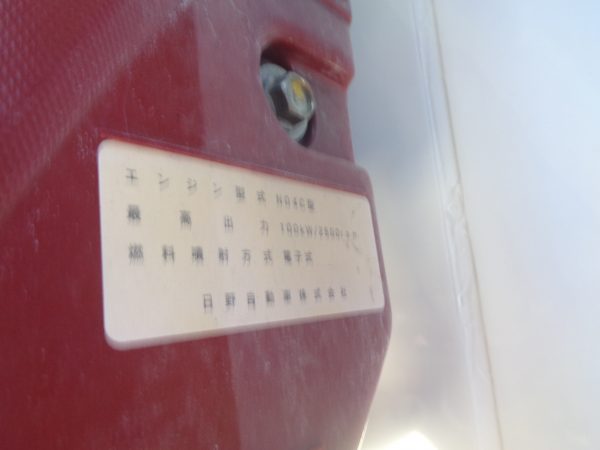 エンジン型式 N04C型
最高出力 100kW/2500
燃料噴射方式 電子式
日野自動車株式会社